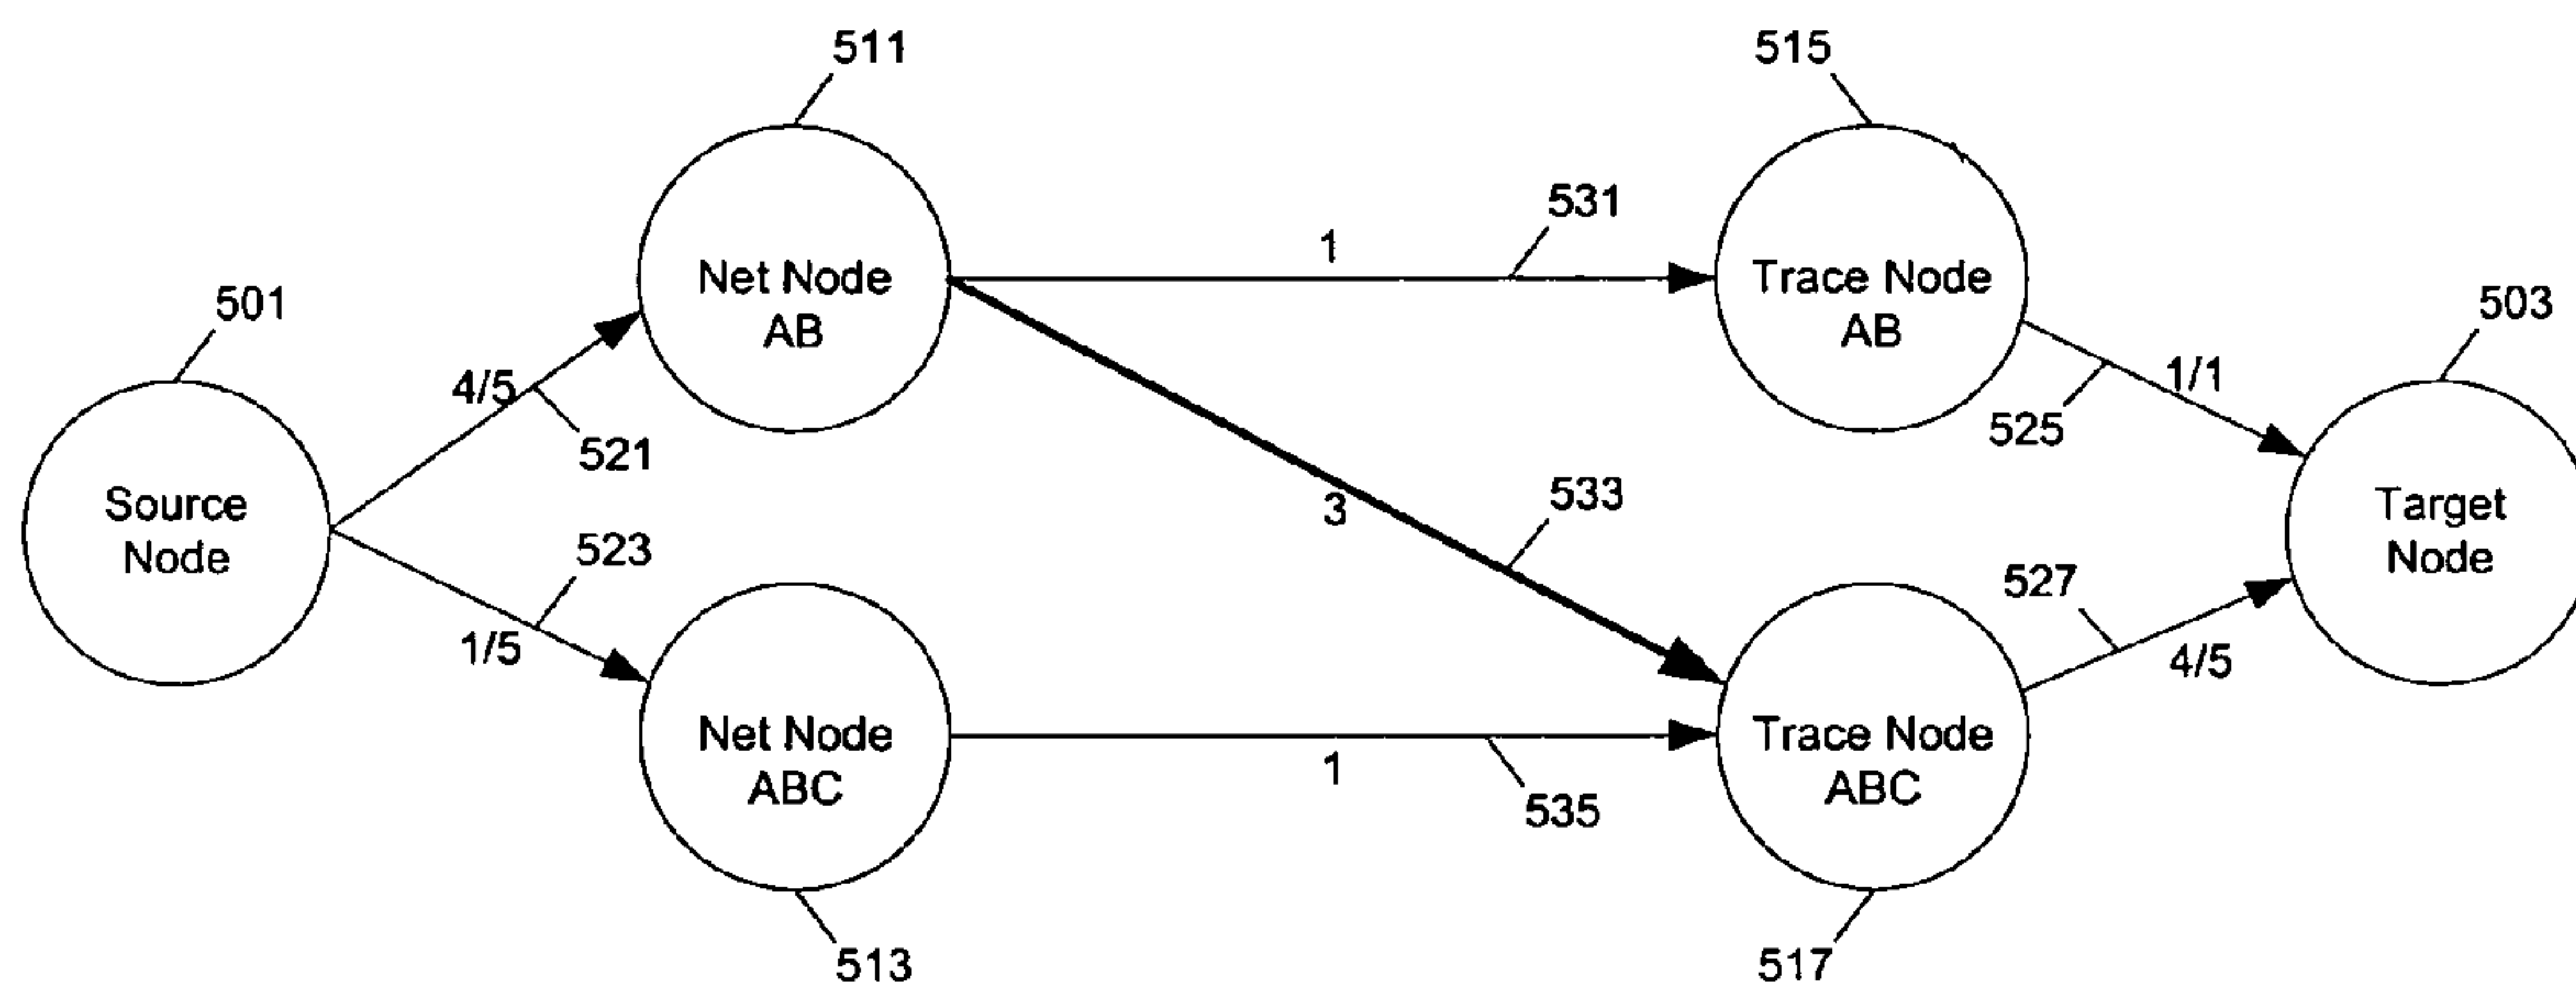 511
515
531
1
501
Net Node
AB
Trace Node
AB
503
4/5
521
1/1
525
Source
Node
533
3
Target
Node
523
1/5
527
4/5
Net Node
ABC
1
535
Trace Node
ABC
513
517